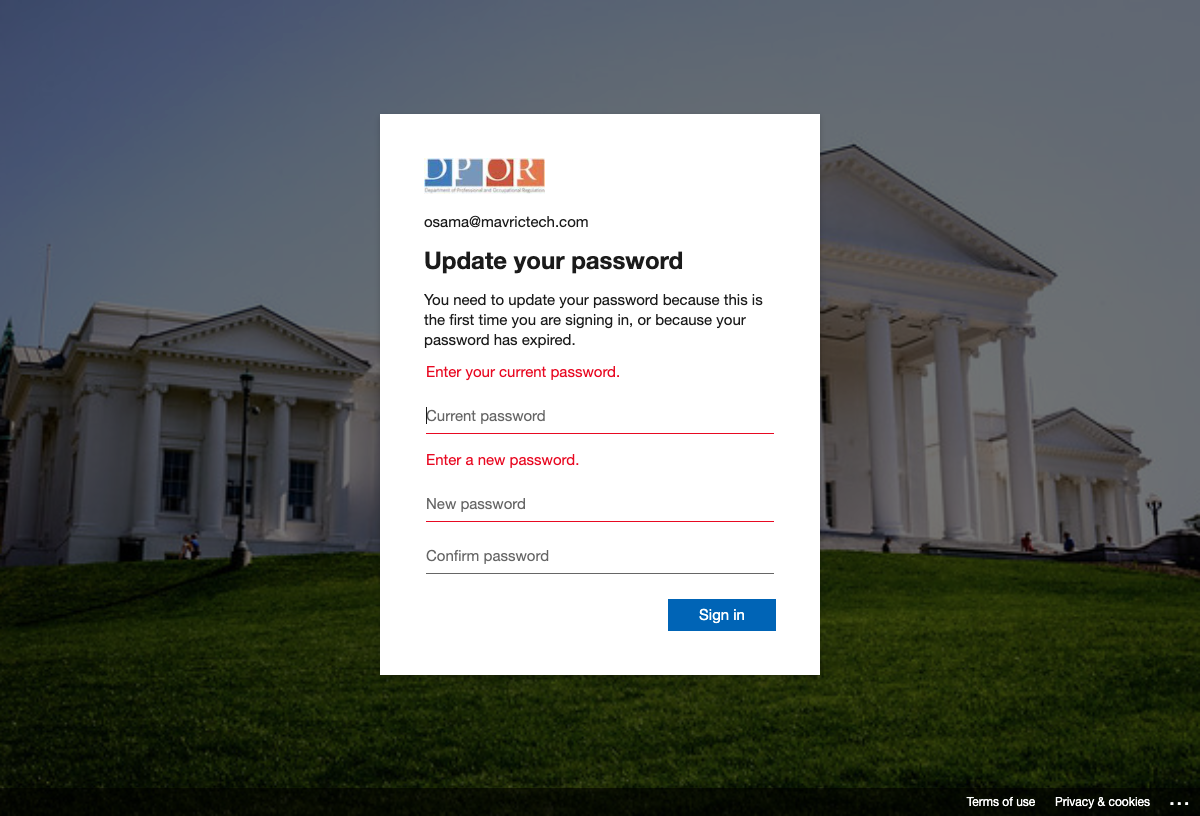 DPOR
Department of Professional and Occupational Regulation
osama@mavrictech.com
Update your password
You need to update your password because this is
the first time you are signing in, or because your
password has expired.
Enter your current password.
Current password
Enter a new password.
New password
Confirm password
Sign in
Terms of use Privacy & cookies ...